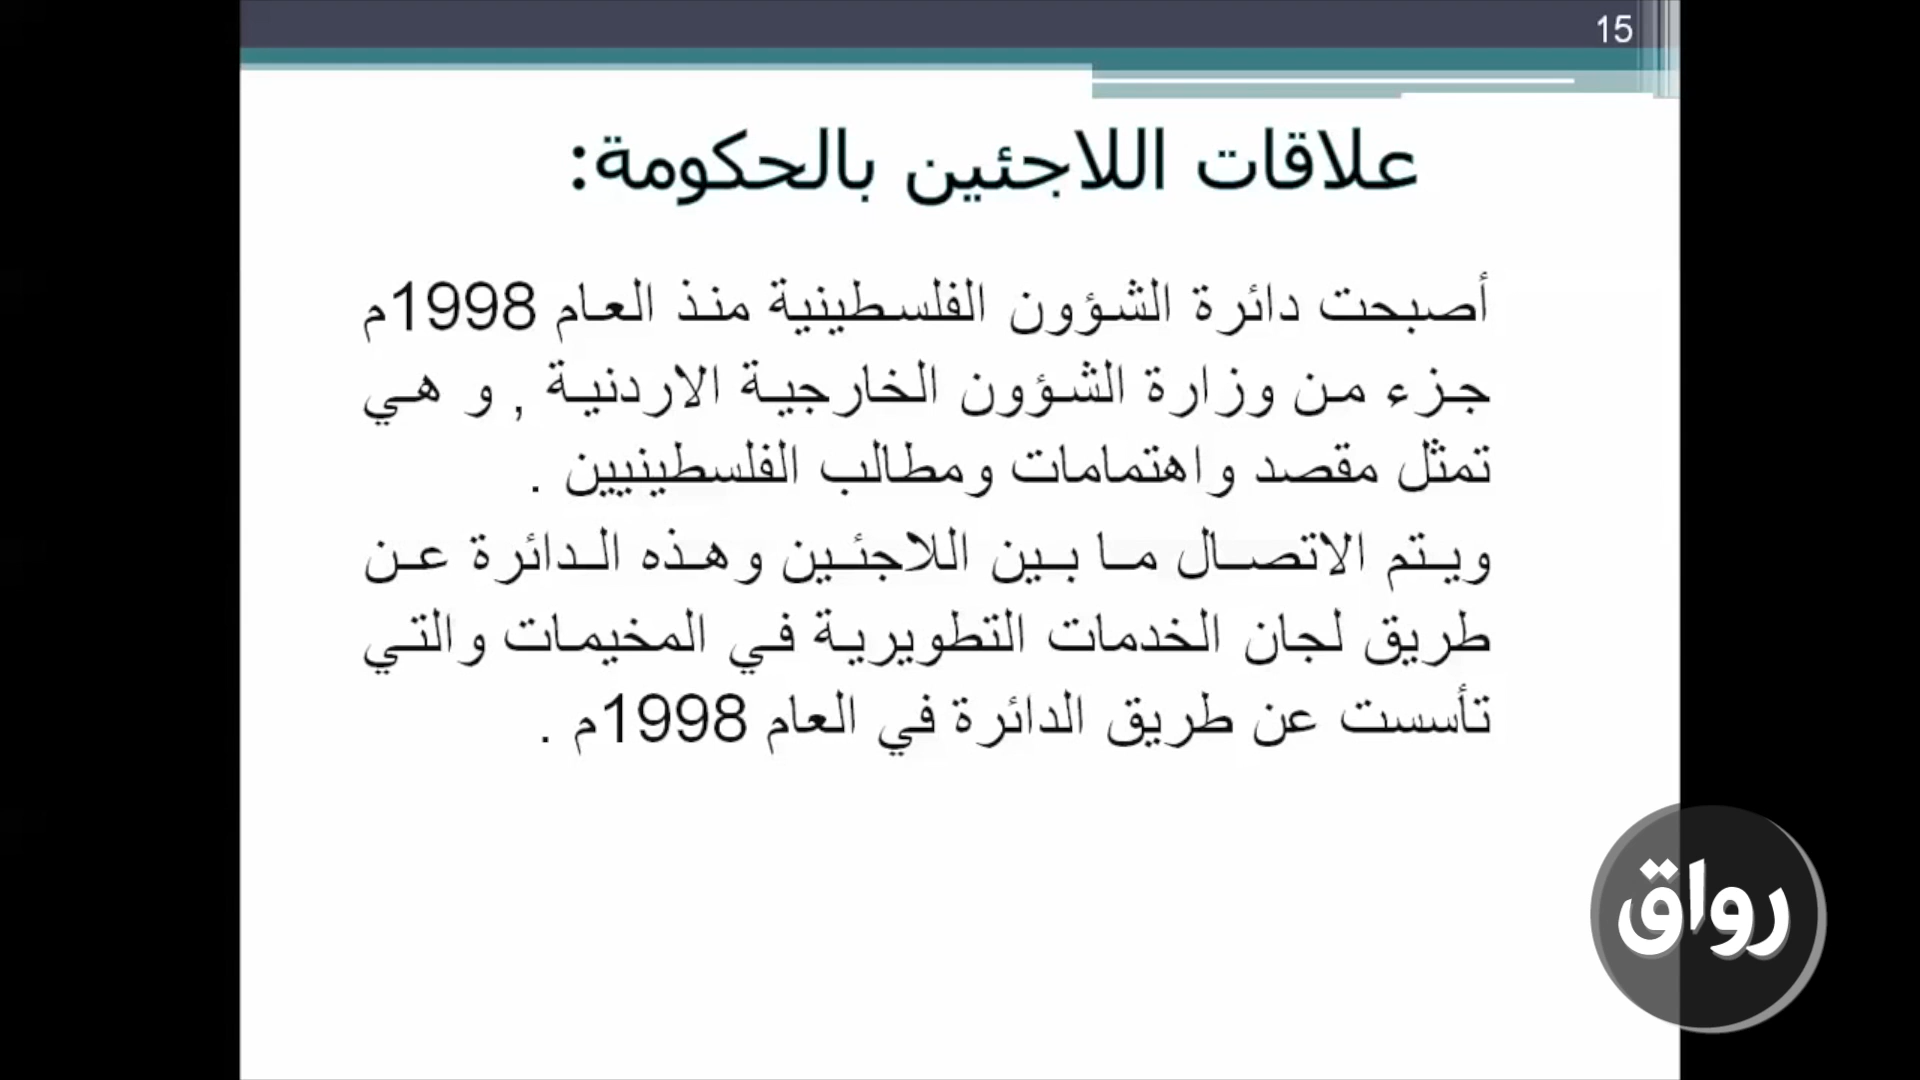 15
علاقات اللاجئين بالحكومة:
أصبحت دائرة الشؤون الفلسطينية منذ العام 1998م
جزء من وزارة الشؤون الخارجية الاردنية , و هي
تمثل مقصد واهتمامات ومطالب الفلسطينيين .
ويتم الاتصال ما بين اللاجئين وهذه الدائرة عن
طريق لجان الخدمات التطويرية في المخيمات والتي
تأسست عن طريق الدائرة في العام 1998م .
رواق